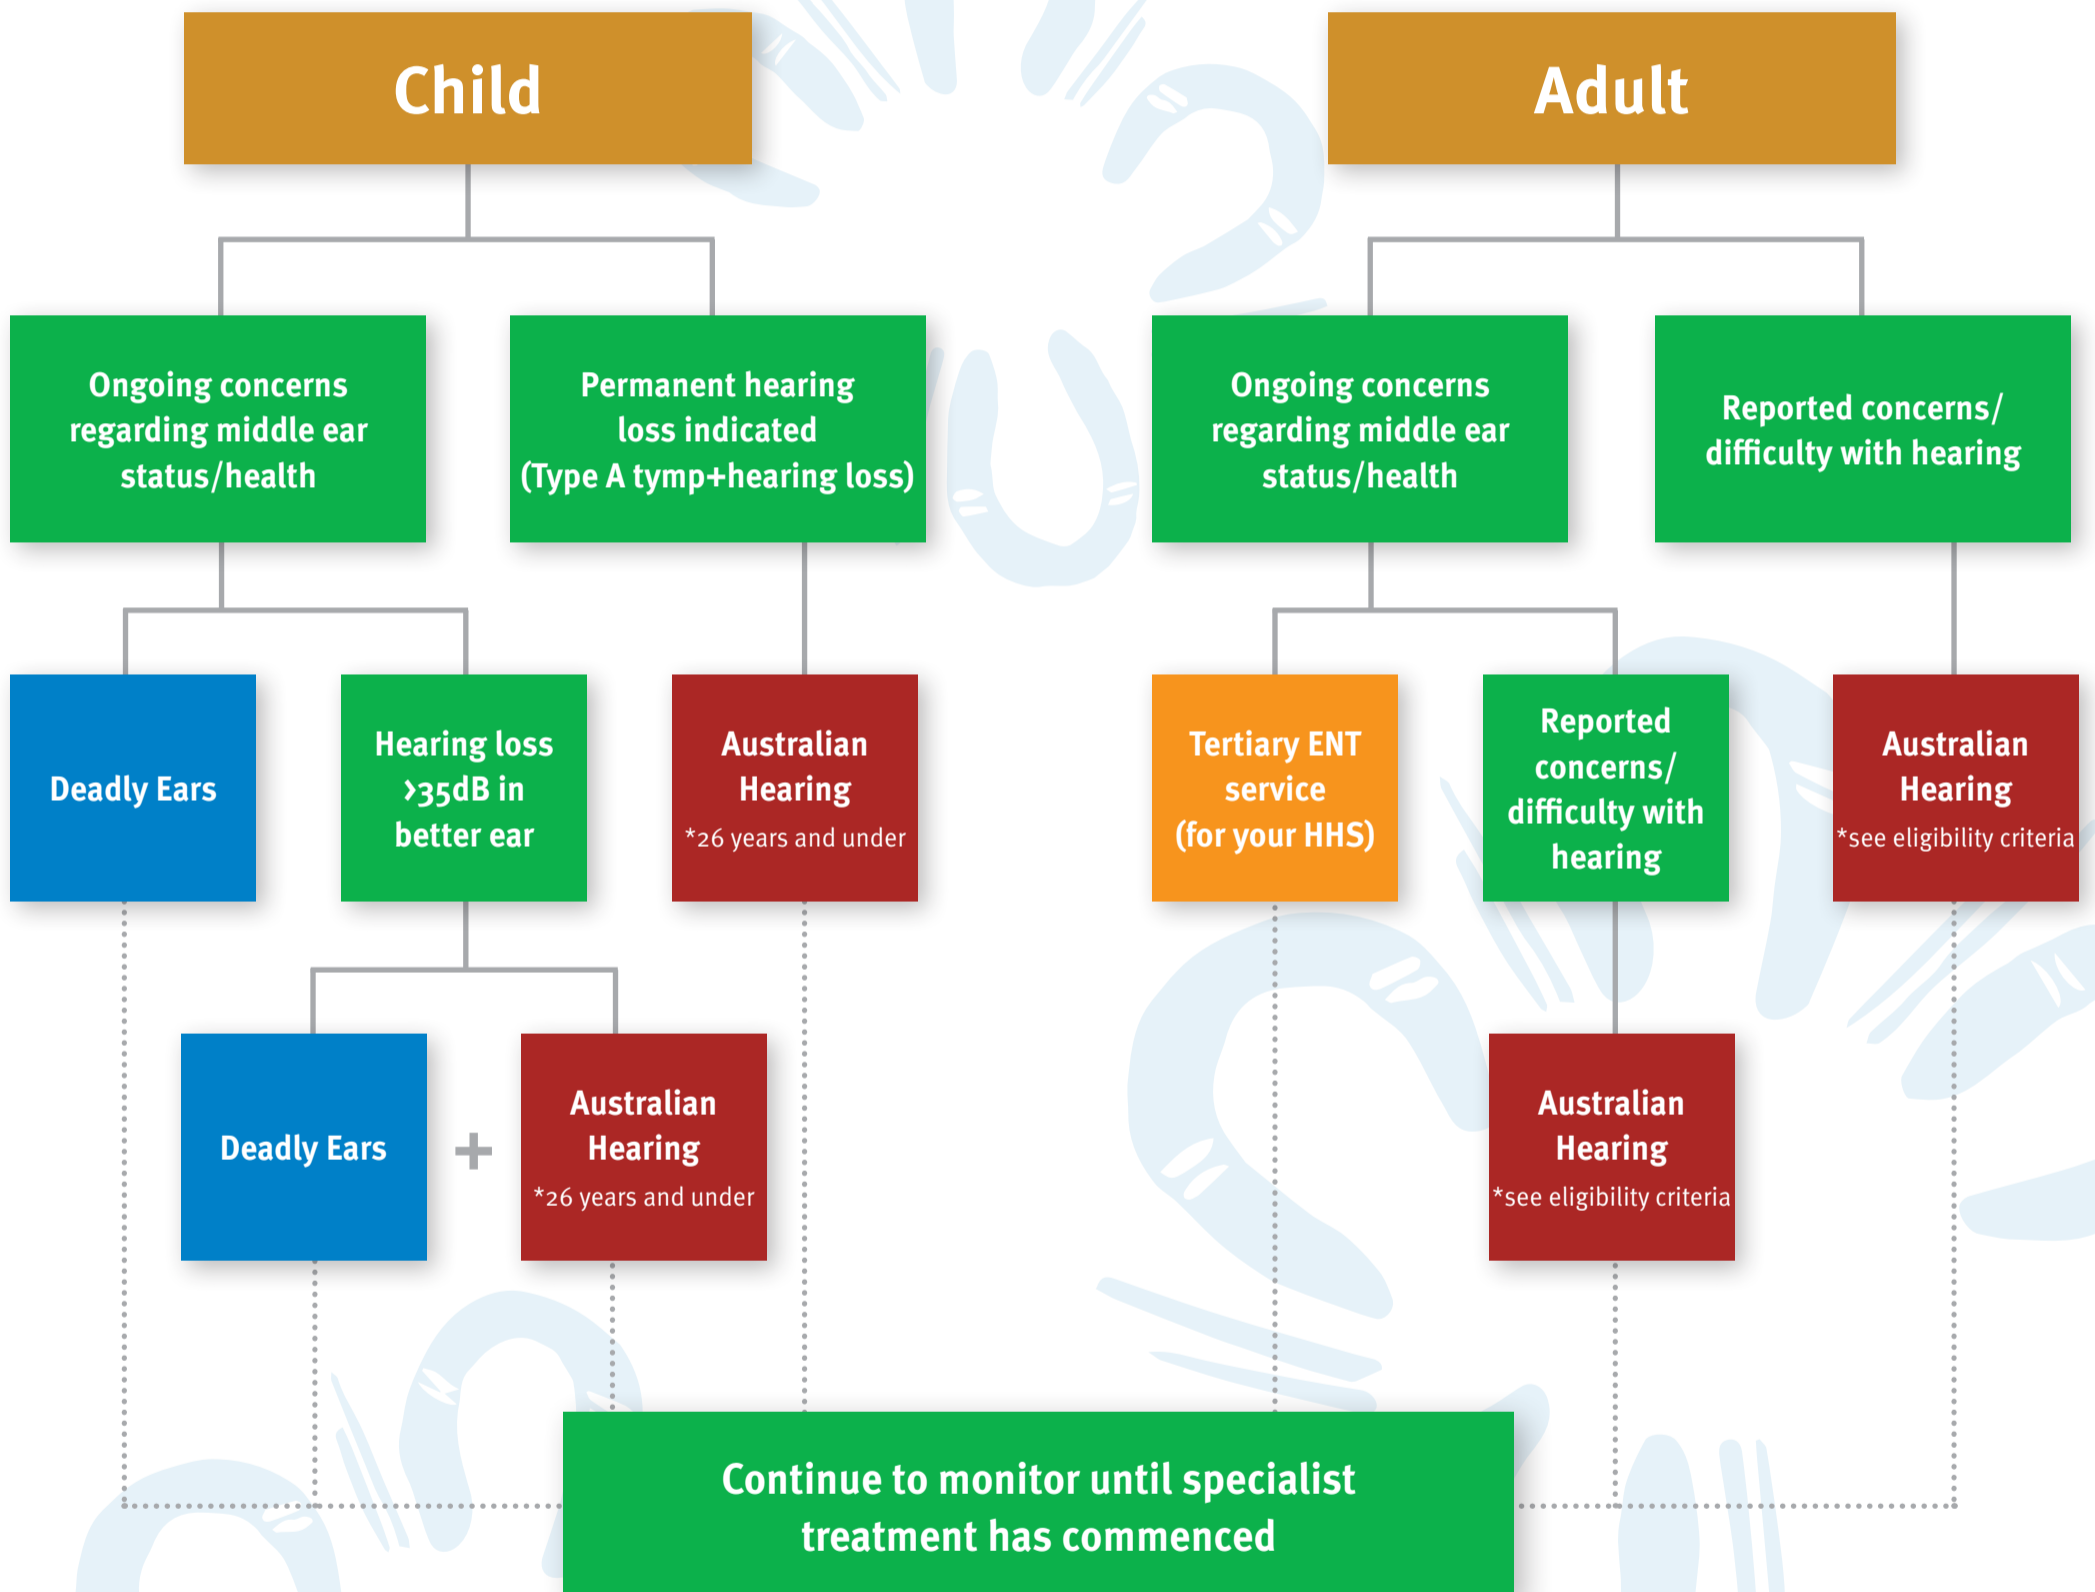 Child
Adult
Ongoing concerns
regarding middle ear
status/health
Permanent hearing
loss indicated
(Type A tymp+hearing loss)
Ongoing concerns
regarding middle ear
status/health
Reported concerns/
difficulty with hearing
Deadly Ears
Hearing loss
>35dB in
better ear
Australian
Hearing
*26 years and under
Tertiary ENT
service
(for your HHS)
Reported
concerns/
difficulty with
hearing
Australian
Hearing
*see eligibility criteria
Deadly Ears
+
Australian
Hearing
*26 years and under
Australian
Hearing
*see eligibility criteria
Continue to monitor until specialist
treatment has commenced